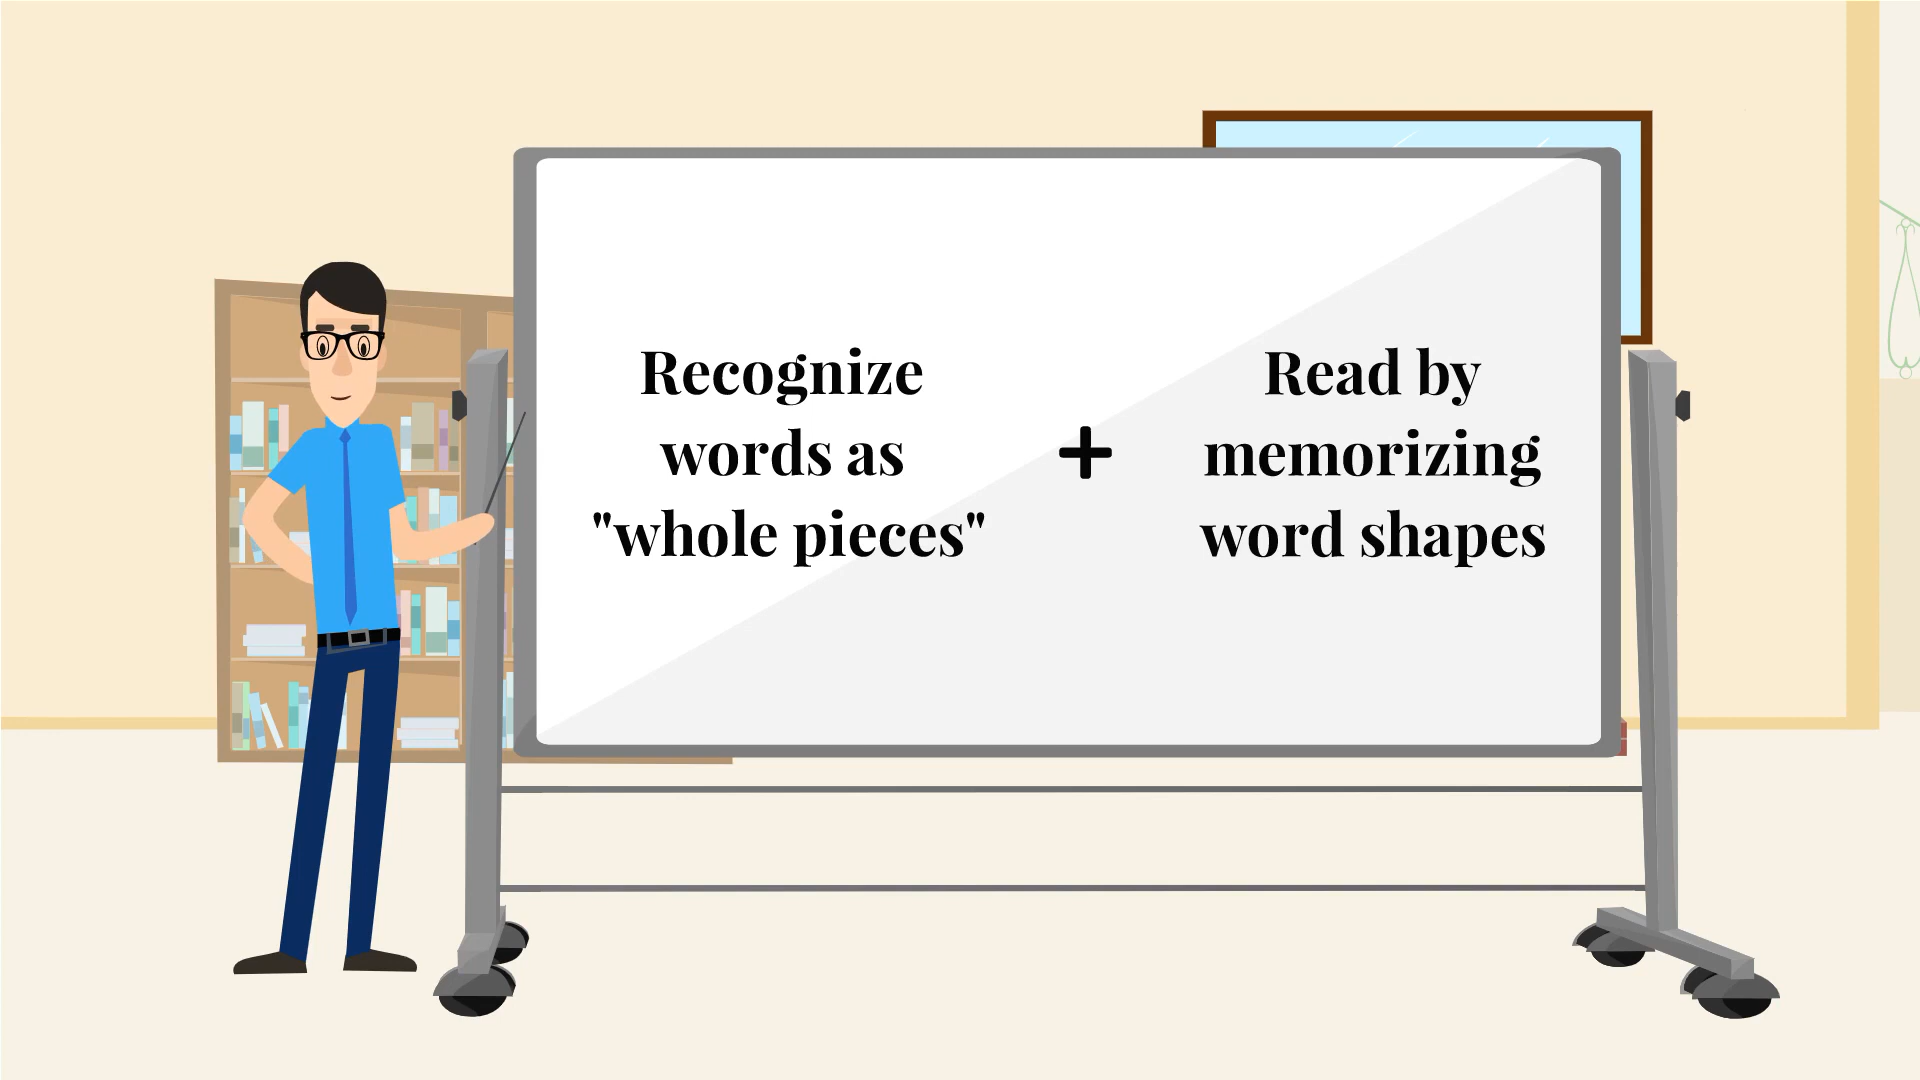 Recognize
words as
"whole pieces"
+
Read by
memorizing
word shapes